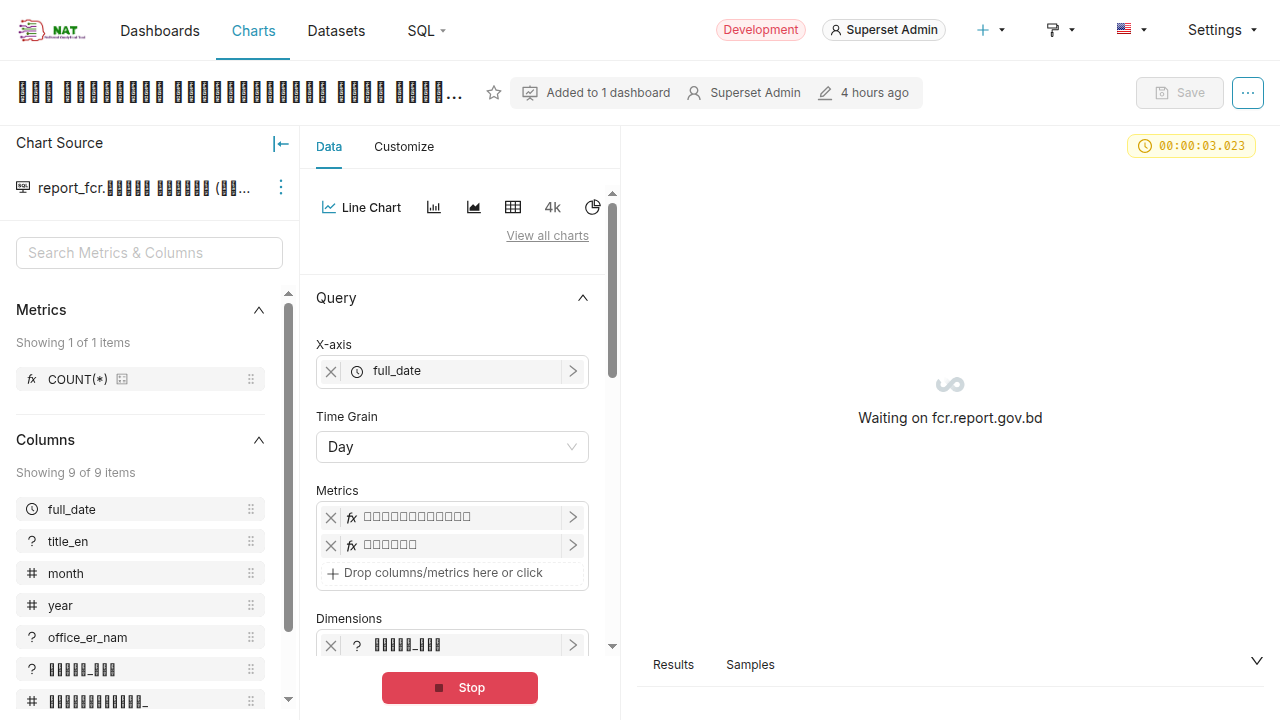 NAT
Dashboards
Charts
Datasets
SQL
Development
Superset Admin
Settings
Added to 1 dashboard
Superset Admin
4 hours ago
Save
Chart Source
report_fcr.
Search Metrics & Columns
Metrics
Showing 1 of 1 items
fx COUNT(*)
Columns
Showing 9 of 9 items
full_date
? title_en
# month
# year
? office_er_nam
Data
Customize
Line Chart
4k
View all charts
Query
X-axis
full_date
Time Grain
Day
Metrics
fx
fx
Drop columns/metrics here or click
Dimensions
?
Stop
00:00:03.023
Waiting on fcr.report.gov.bd
Results
Samples